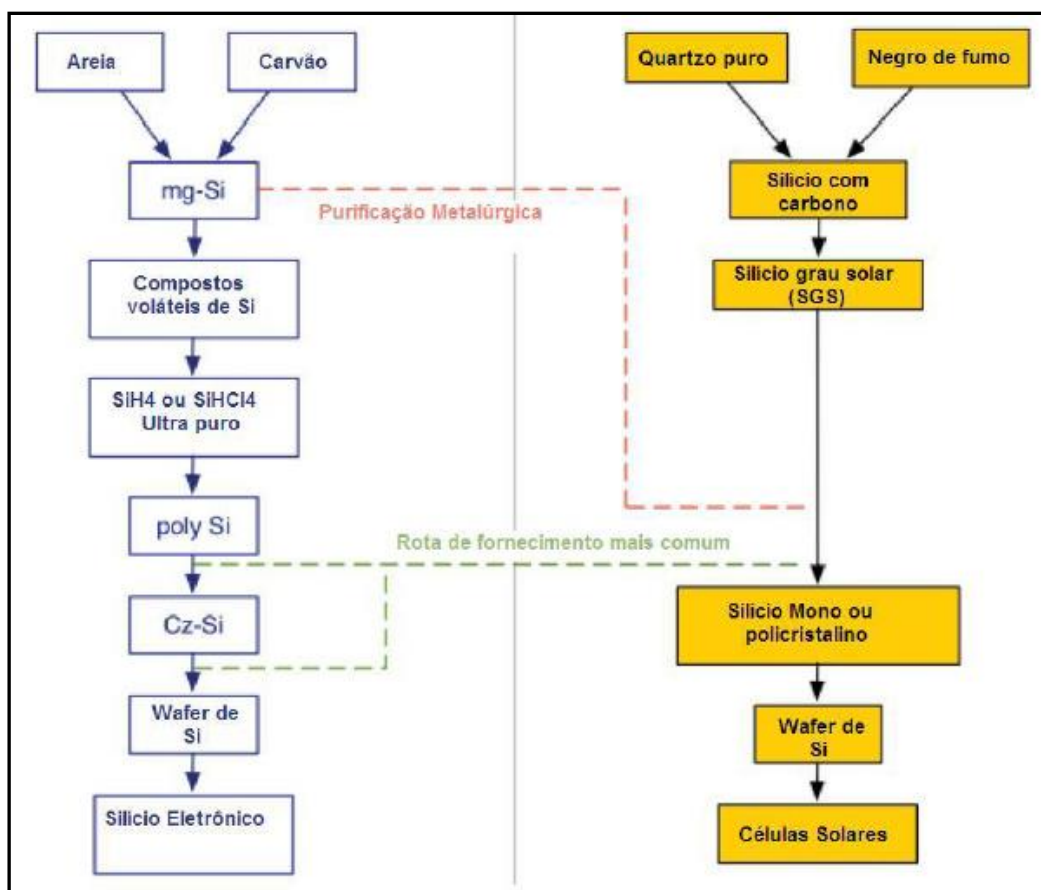 Areia
Carvão
mg-Si
Compostos
voláteis de Si
SiH4 ou SiHCl4
Ultra puro
poly Si
Cz-Si
Wafer de
Si
Silicio Eletrônico
Purificação Metalúrgica
Rota de fornecimento mais comum
Quartzo puro
Negro de fumo
Silicio com
carbono
Silicio grau solar
(SGS)
Silicio Mono ou
policristalino
Wafer de
Si
Células Solares